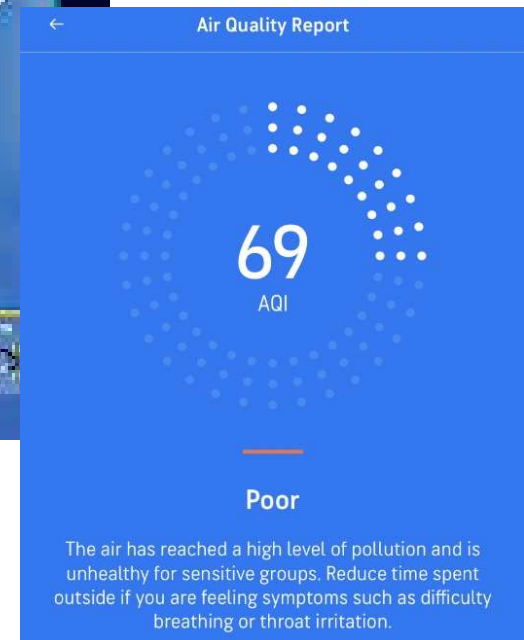 Air Quality Report
69
AQI
Poor
The air has reached a high level of pollution and is
unhealthy for sensitive groups. Reduce time spent
outside if you are feeling symptoms such as difficulty
breathing or throat irritation.